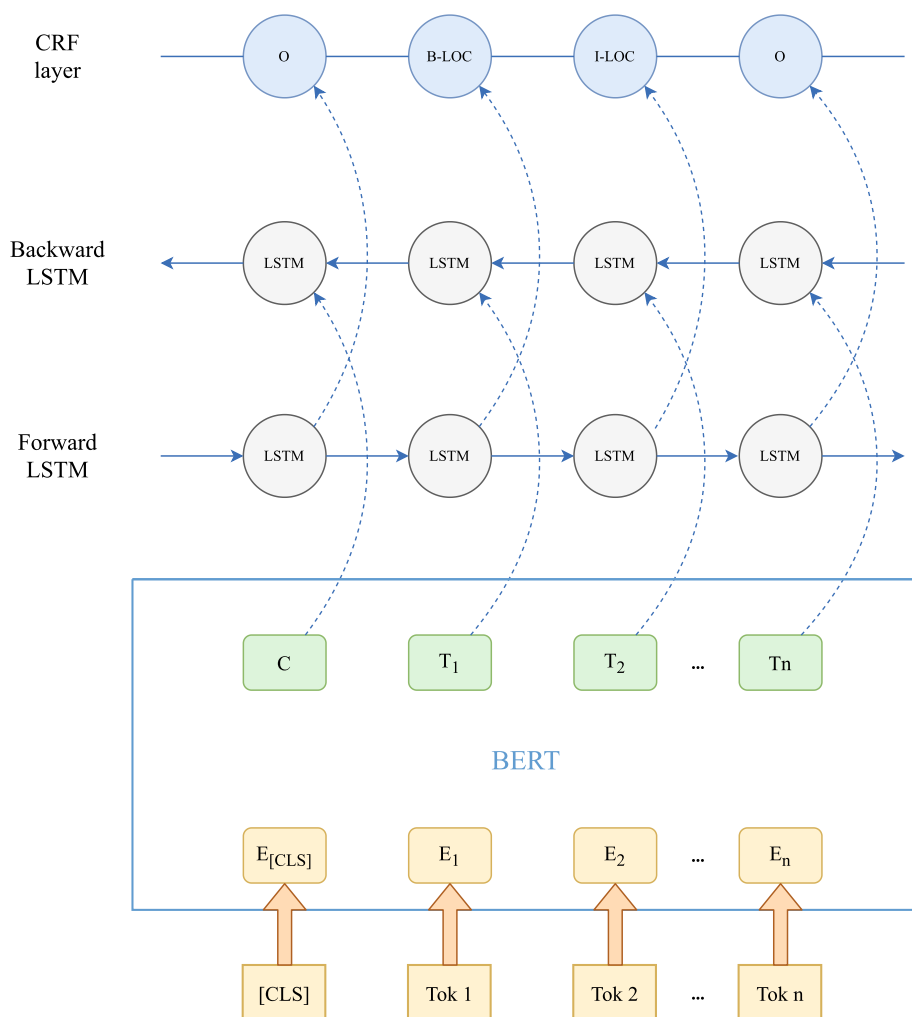 CRF
layer
O
B-LOC
I-LOC
O
Backward
LSTM
LSTM
LSTM
LSTM
LSTM
Forward
LSTM
LSTM
LSTM
LSTM
LSTM
C
T1
T2
...
Tn
BERT
E[CLS]
E1
E2
...
En
[CLS]
Tok 1
Tok 2
...
Tok n